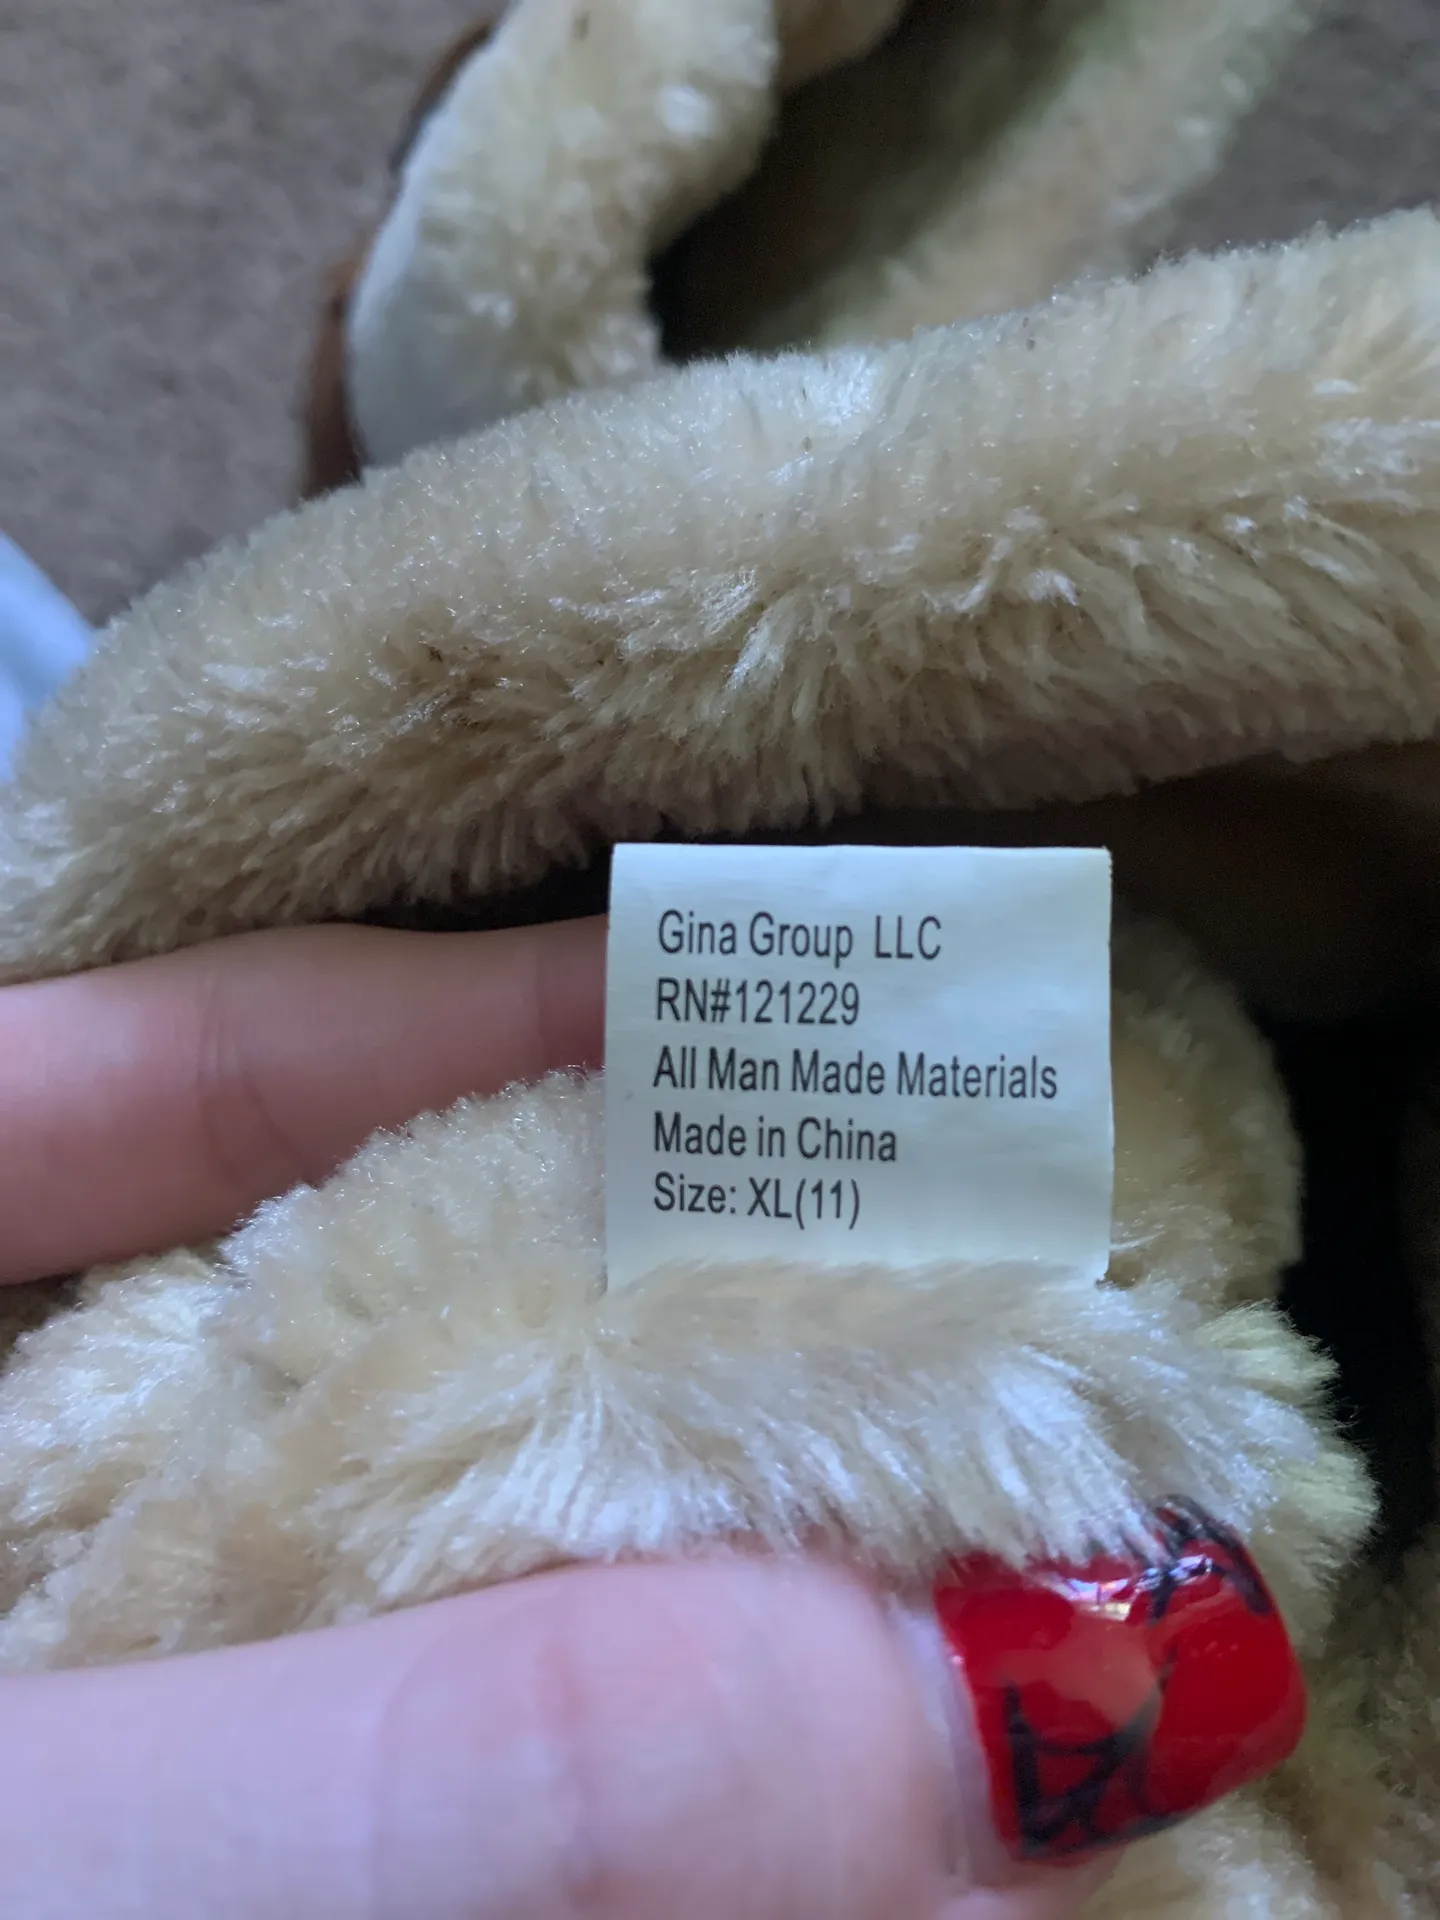 Gina Group LLC
RN#121229
All Man Made Materials
Made in China
Size: XL(11)